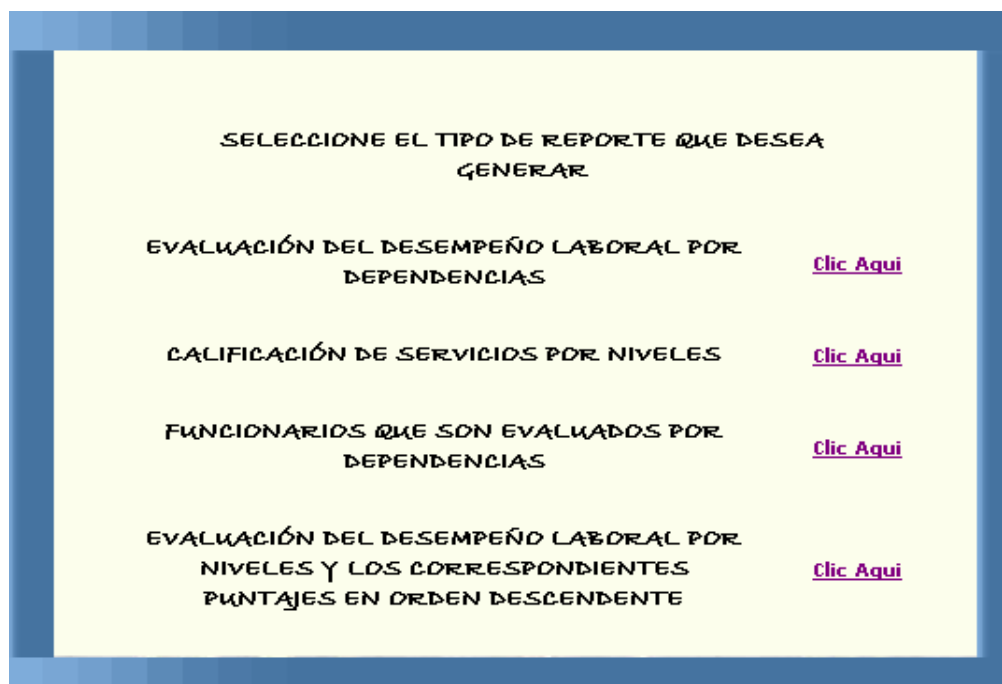 SELECCIONE EL TIPO DE REPORTE QUE DESEA
GENERAR
EVALUACIÓN DEL DESEMPEÑO LABORAL POR
DEPENDENCIAS
Clic Aqui
CALIFICACIÓN DE SERVICIOS POR NIVELES
Clic Aqui
FUNCIONARIOS QUE SON EVALUADOS POR
DEPENDENCIAS
Clic Aqui
EVALUACIÓN DEL DESEMPEÑO LABORAL POR
NIVELES Y LOS CORRESPONDIENTES
PUNTAJES EN ORDEN DESCENDENTE
Clic Aqui